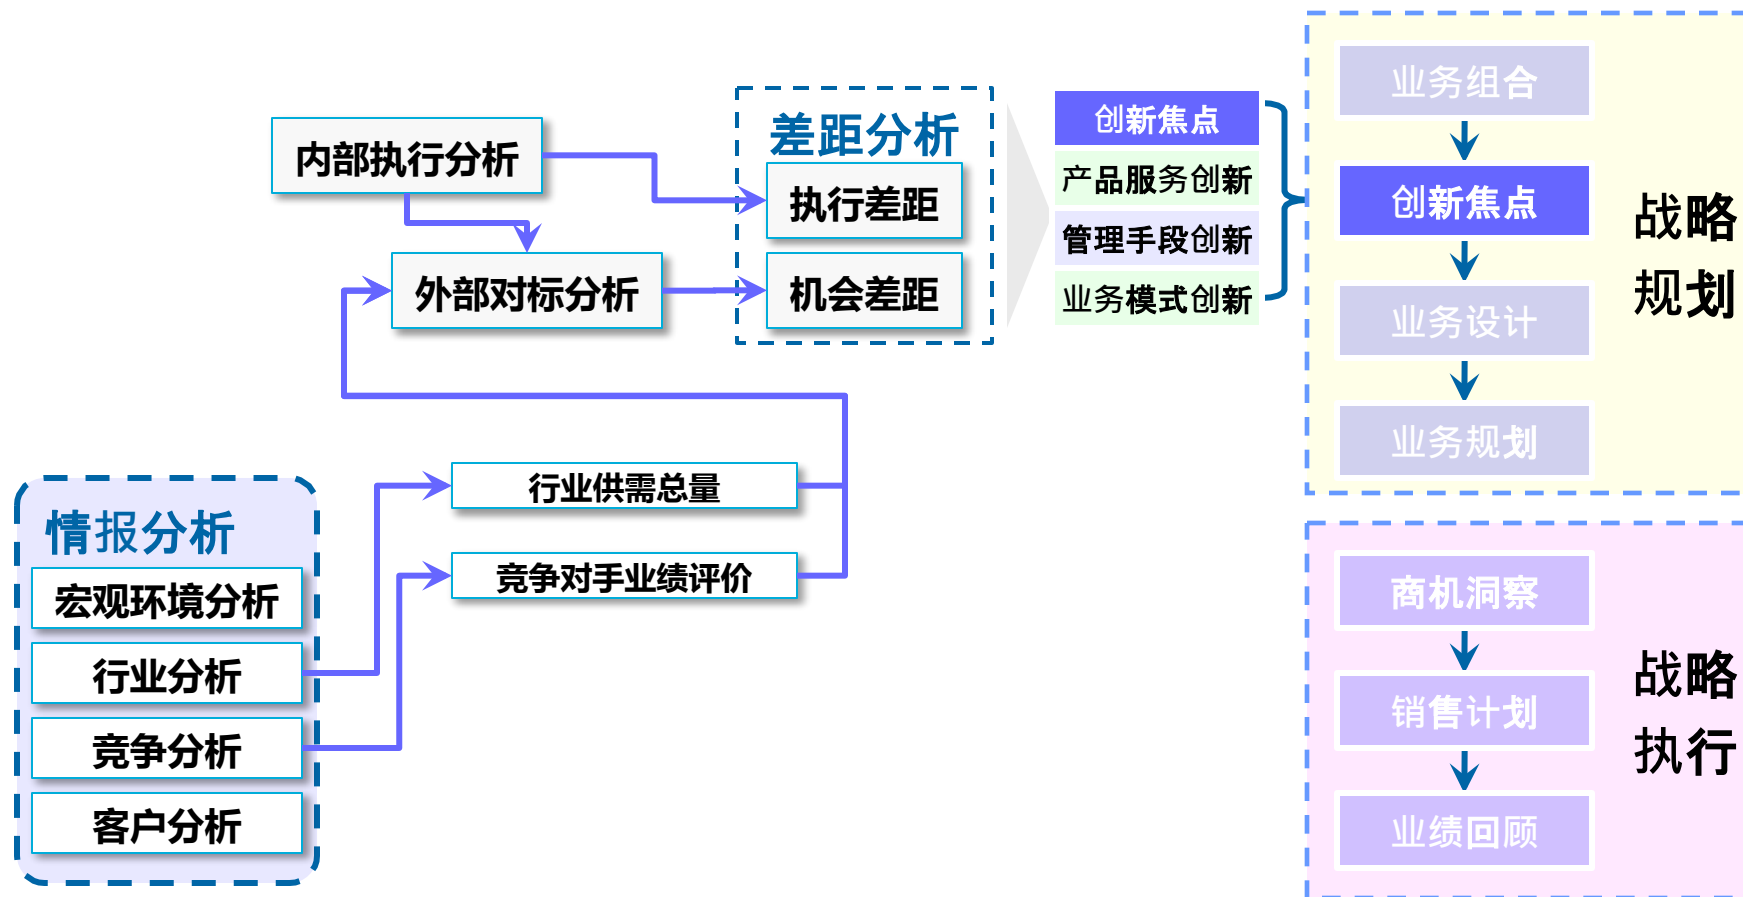 内部执行分析
外部对标分析
差距分析
执行差距
机会差距
创新焦点
产品服务创新
管理手段创新
业务模式创新
业务组合
创新焦点
业务设计
业务规划
战略
规划
情报分析
宏观环境分析
行业分析
竞争分析
客户分析
行业供需总量
竞争对手业绩评价
商机洞察
销售计划
业绩回顾
战略
执行